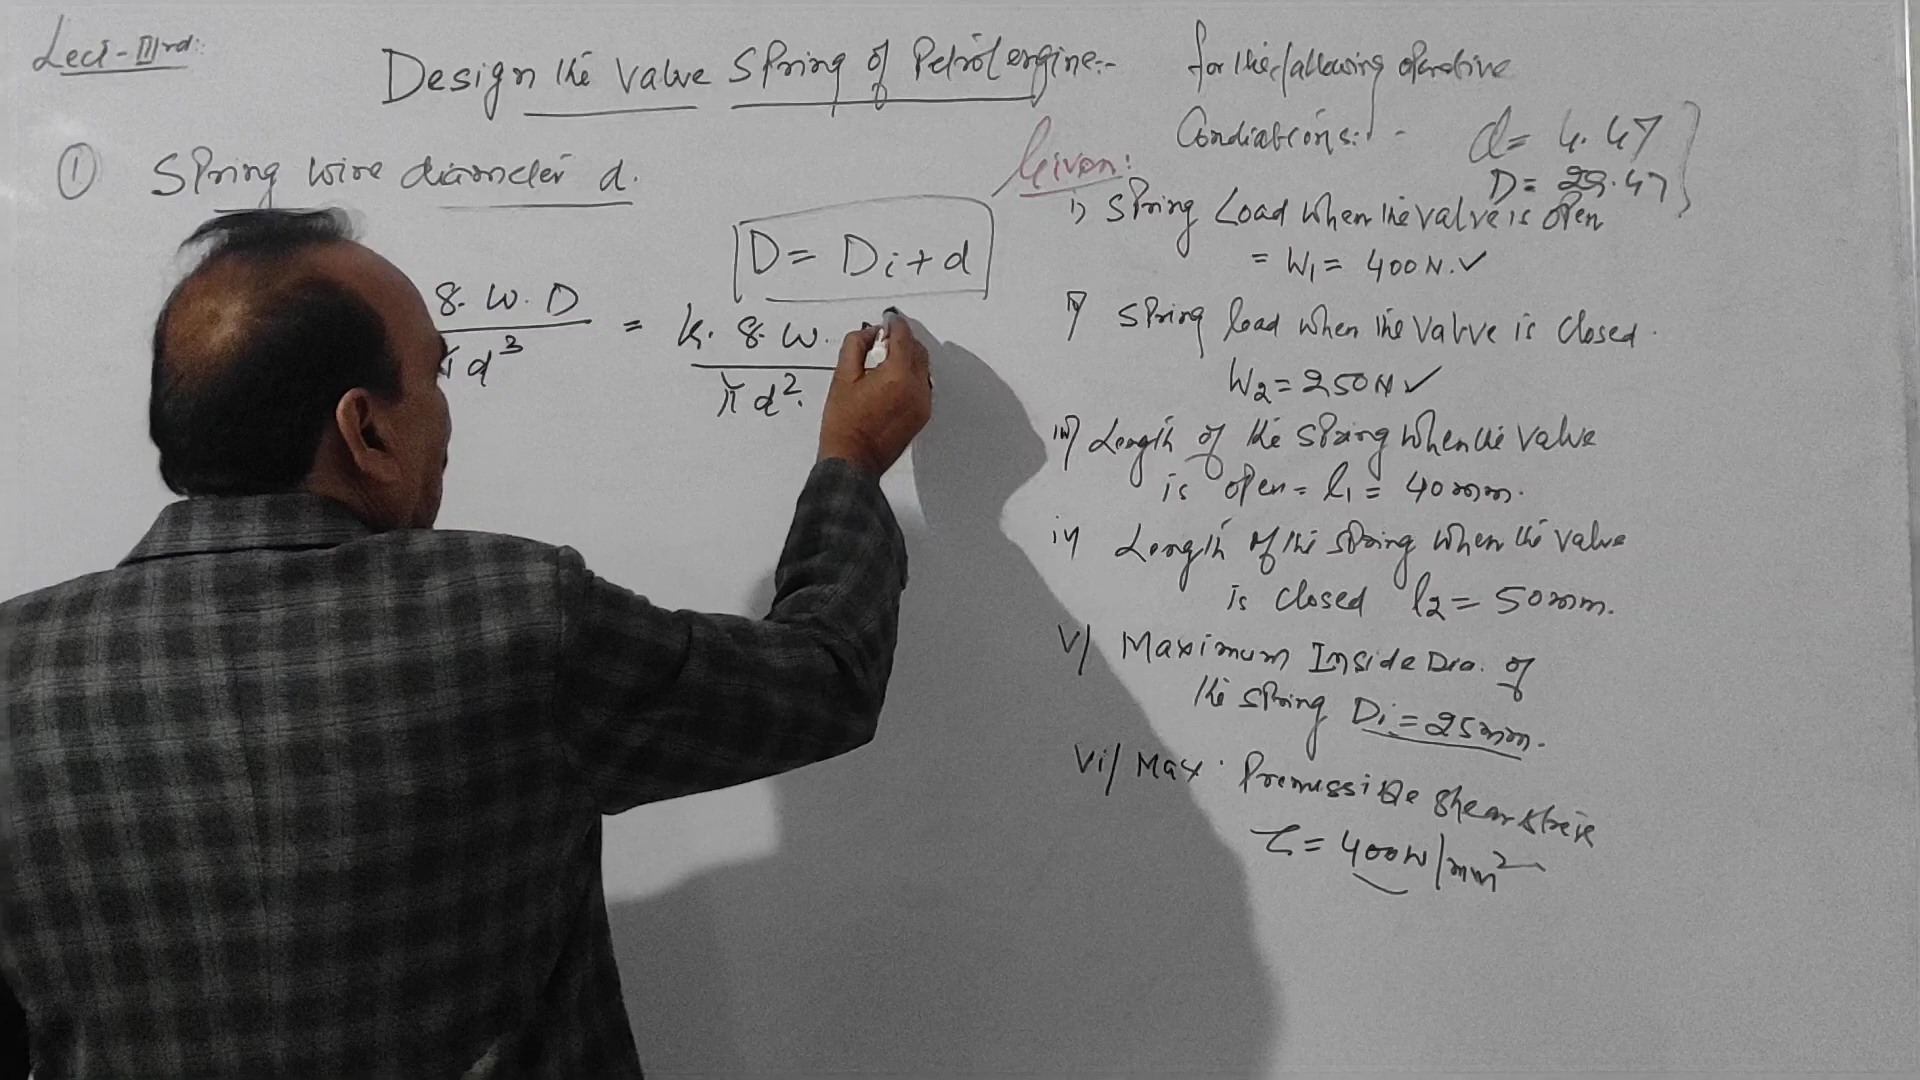 Lect-IIIrd:
Design the Valve Spring of Petrol engine:-
for the following operative
Condiations:-
d= 4.47
D= 29.47
① Spring wire diameter d.
Given:
D = Di + d
8. W. D
πd³
=
K. 8. W.
πd².
i) Spring Load when the valve is open
= W₁ = 400 N. ✓
ii) Spring load when the Valve is closed.
W₂ = 250 N ✓
iii) Length of the spring when the Valve
is open = l₁ = 40 mm.
iv) Length of the spring when the valve
is closed l₂ = 50 mm.
V) Maximum Inside Dia. of
the spring Di = 25 mm.
Vi) Max. Premissible Shear stress
τ = 400 N/mm²